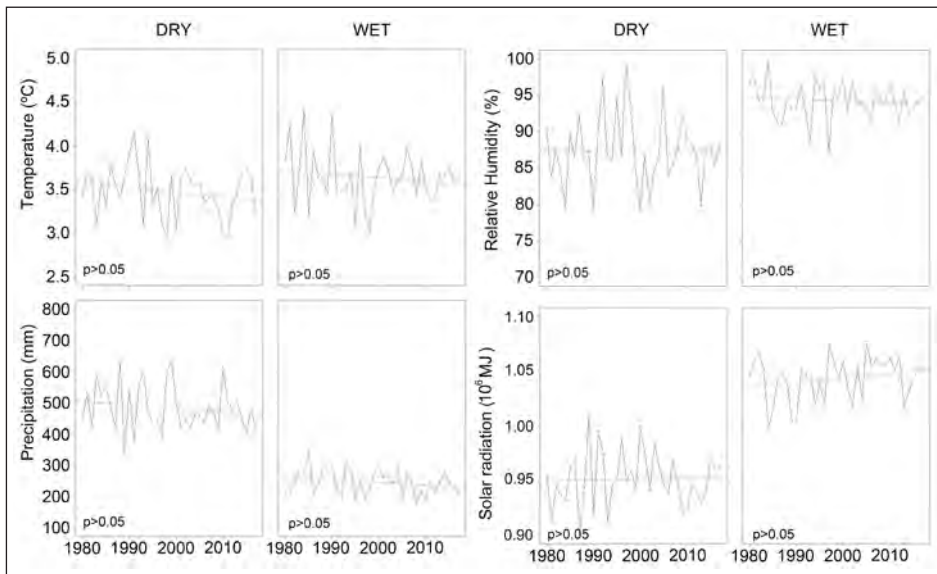 DRY WET DRY WET
Temperature (ºC)
5.0
4.5
4.0
3.5
3.0
2.5
p>0.05 p>0.05
Relative Humidity (%)
100
95
90
85
80
75
70
p>0.05 p>0.05
Precipitation (mm)
800
700
600
500
400
300
200
100
p>0.05 p>0.05
1980 1990 2000 2010 1980 1990 2000 2010
Solar radiation (10⁶ MJ)
1.10
1.05
1.00
0.95
0.90
p>0.05 p>0.05
1980 1990 2000 2010 1980 1990 2000 2010